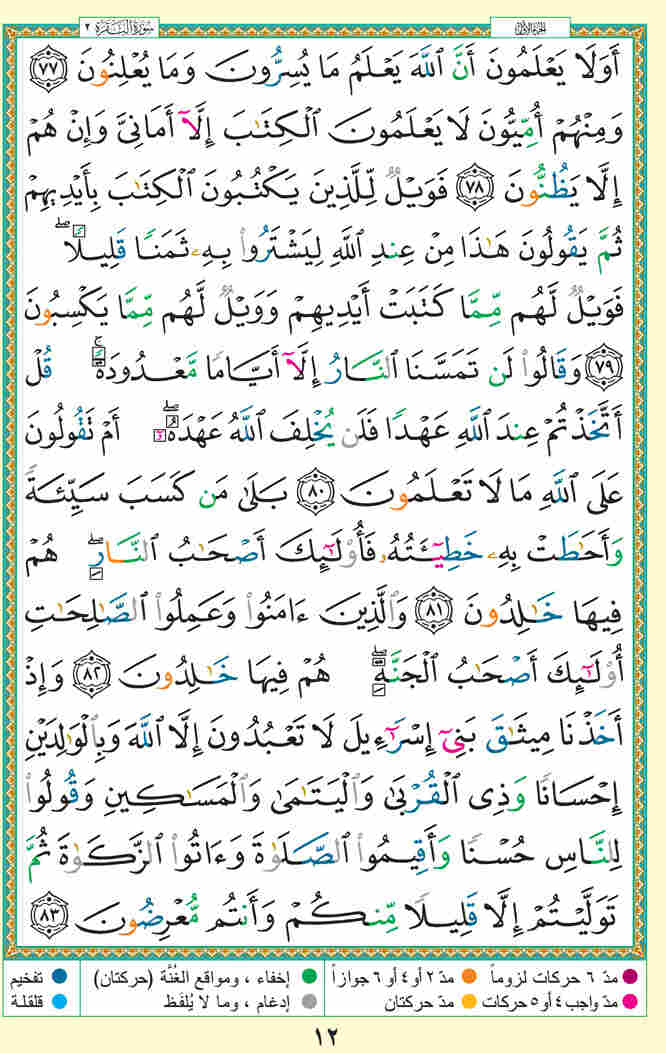 الجزء الأول
سورة البقرة ٢
أَوَلَا يَعْلَمُونَ أَنَّ ٱللَّهَ يَعْلَمُ مَا يُسِرُّونَ وَمَا يُعْلِنُونَ ٧٧
وَمِنْهُمْ أُمِّيُّونَ لَا يَعْلَمُونَ ٱلْكِتَٰبَ إِلَّآ أَمَانِىَّ وَإِنْ هُمْ
إِلَّا يَظُنُّونَ ٧٨ فَوَيْلٌ لِّلَّذِينَ يَكْتُبُونَ ٱلْكِتَٰبَ بِأَيْدِيهِمْ
ثُمَّ يَقُولُونَ هَٰذَا مِنْ عِندِ ٱللَّهِ لِيَشْتَرُوا۟ بِهِۦ ثَمَنًا قَلِيلًا ۖ
فَوَيْلٌ لَّهُم مِّمَّا كَتَبَتْ أَيْدِيهِمْ وَوَيْلٌ لَّهُم مِّمَّا يَكْسِبُونَ
٧٩ وَقَالُوا۟ لَن تَمَسَّنَا ٱلنَّارُ إِلَّآ أَيَّامًا مَّعْدُودَةً ۚ قُلْ
أَتَّخَذْتُمْ عِندَ ٱللَّهِ عَهْدًا فَلَن يُخْلِفَ ٱللَّهُ عَهْدَهُۥٓ ۖ أَمْ تَقُولُونَ
عَلَى ٱللَّهِ مَا لَا تَعْلَمُونَ ٨٠ بَلَىٰ مَن كَسَبَ سَيِّئَةً
وَأَحَٰطَتْ بِهِۦ خَطِيٓـَٔتُهُۥ فَأُو۟لَٰٓئِكَ أَصْحَٰبُ ٱلنَّارِ ۖ هُمْ
فِيهَا خَٰلِدُونَ ٨١ وَٱلَّذِينَ ءَامَنُوا۟ وَعَمِلُوا۟ ٱلصَّٰلِحَٰتِ
أُو۟لَٰٓئِكَ أَصْحَٰبُ ٱلْجَنَّةِ ۖ هُمْ فِيهَا خَٰلِدُونَ ٨٢ وَإِذْ
أَخَذْنَا مِيثَٰقَ بَنِىٓ إِسْرَٰٓءِيلَ لَا تَعْبُدُونَ إِلَّا ٱللَّهَ وَبِٱلْوَٰلِدَيْنِ
إِحْسَانًا وَذِى ٱلْقُرْبَىٰ وَٱلْيَتَٰمَىٰ وَٱلْمَسَٰكِينِ وَقُولُوا۟
لِلنَّاسِ حُسْنًا وَأَقِيمُوا۟ ٱلصَّلَوٰةَ وَءَاتُوا۟ ٱلزَّكَوٰةَ ثُمَّ
تَوَلَّيْتُمْ إِلَّا قَلِيلًا مِّنكُمْ وَأَنتُم مُّعْرِضُونَ ٨٣
مدّ ٦ حركات لزوماً مدّ ٢ أو ٤ أو ٦ جوازاً إخفاء ، ومواقع الغُنَّة (حركتان) تفخيم
مدّ واجب ٤ أو ٥ حركات مدّ حركتان إدغام ، وما لا يُلفَظ قلقلة
١٢